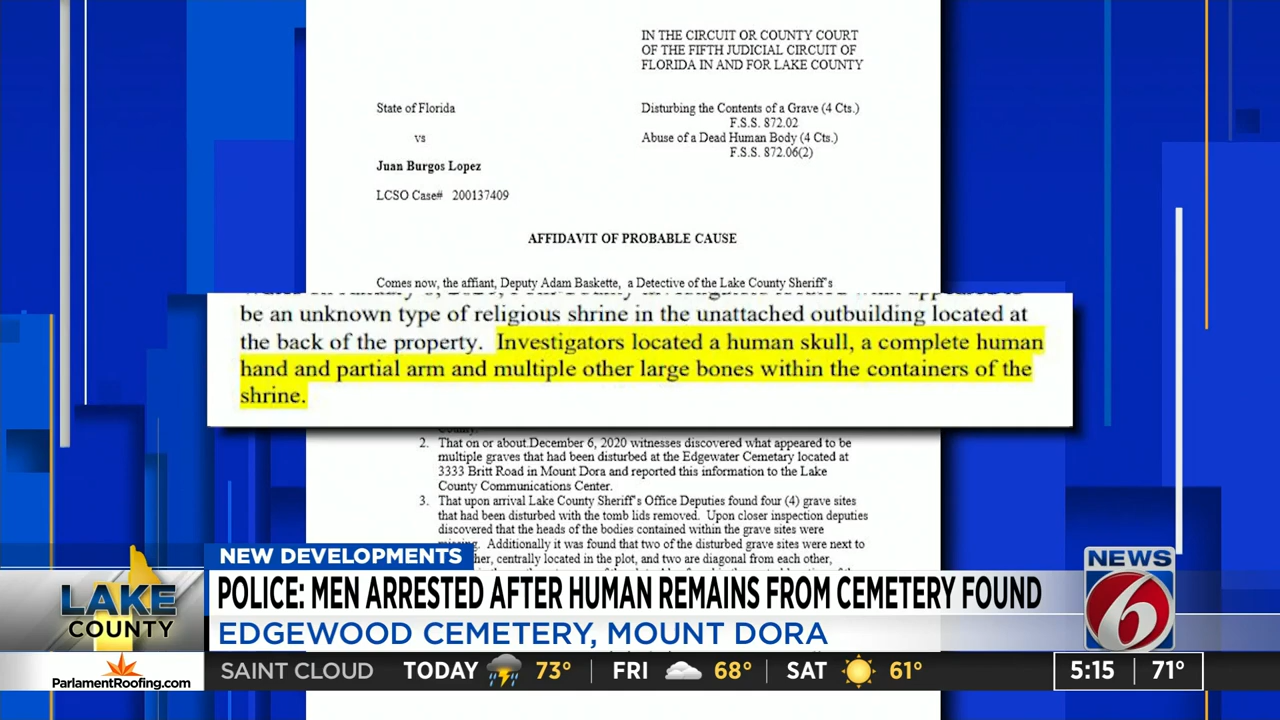 IN THE CIRCUIT OR COUNTY COURT
OF THE FIFTH JUDICIAL CIRCUIT OF
FLORIDA IN AND FOR LAKE COUNTY
State of Florida
vs
Juan Burgos Lopez
LCSO Case# 200137409
Disturbing the Contents of a Grave (4 Cts.)
F.S.S. 872.02
Abuse of a Dead Human Body (4 Cts.)
F.S.S. 872.06(2)
AFFIDAVIT OF PROBABLE CAUSE
Comes now, the affiant, Deputy Adam Baskette, a Detective of the Lake County Sheriff's
be an unknown type of religious shrine in the unattached outbuilding located at
the back of the property. Investigators located a human skull, a complete human
hand and partial arm and multiple other large bones within the containers of the
shrine.
County.
2. That on or about.December 6, 2020 witnesses discovered what appeared to be
multiple graves that had been disturbed at the Edgewater Cemetary located at
3333 Britt Road in Mount Dora and reported this information to the Lake
County Communications Center.
3. That upon arrival Lake County Sheriff's Office Deputies found four (4) grave sites
that had been disturbed with the tomb lids removed. Upon closer inspection deputies
discovered that the heads of the bodies contained within the grave sites were
Additionally it was found that two of the disturbed grave sites were next to
other, centrally located in the plot, and two are diagonal from each other,
NEW DEVELOPMENTS
POLICE: MEN ARRESTED AFTER HUMAN REMAINS FROM CEMETERY FOUND
EDGEWOOD CEMETERY, MOUNT DORA
LAKE
COUNTY
NEWS
6
ParlamentRoofing.com
SAINT CLOUD TODAY 73° FRI 68° SAT 61°
5:15 71°